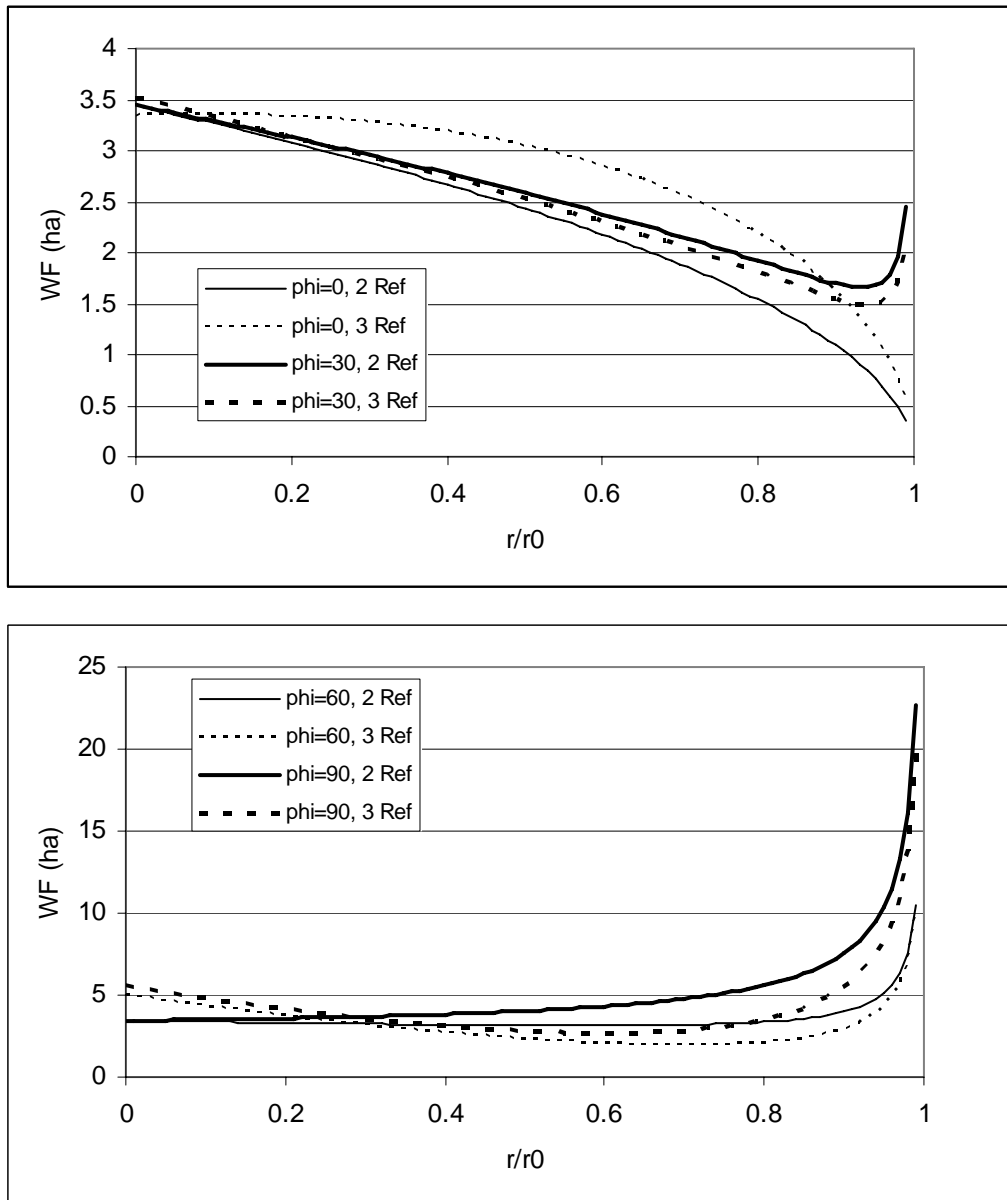 4
3.5
3
2.5
2
1.5
1
0.5
0
WF (ha)
phi=0, 2 Ref
phi=0, 3 Ref
phi=30, 2 Ref
phi=30, 3 Ref
0 0.2 0.4 0.6 0.8 1
r/r0
25
20
15
10
5
0
WF (ha)
phi=60, 2 Ref
phi=60, 3 Ref
phi=90, 2 Ref
phi=90, 3 Ref
0 0.2 0.4 0.6 0.8 1
r/r0